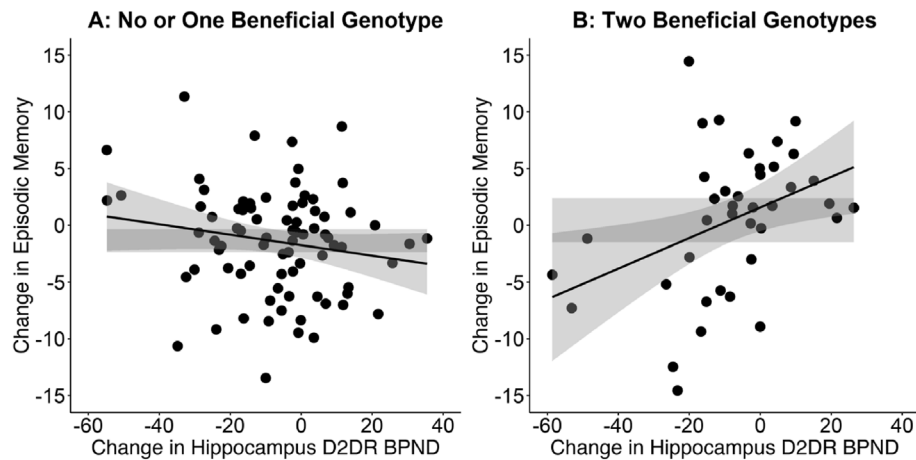 A: No or One Beneficial Genotype
15
10
5
0
-5
-10
-15
Change in Episodic Memory
-60 -40 -20 0 20 40
Change in Hippocampus D2DR BPND
B: Two Beneficial Genotypes
15
10
5
0
-5
-10
-15
Change in Episodic Memory
-60 -40 -20 0 20 40
Change in Hippocampus D2DR BPND